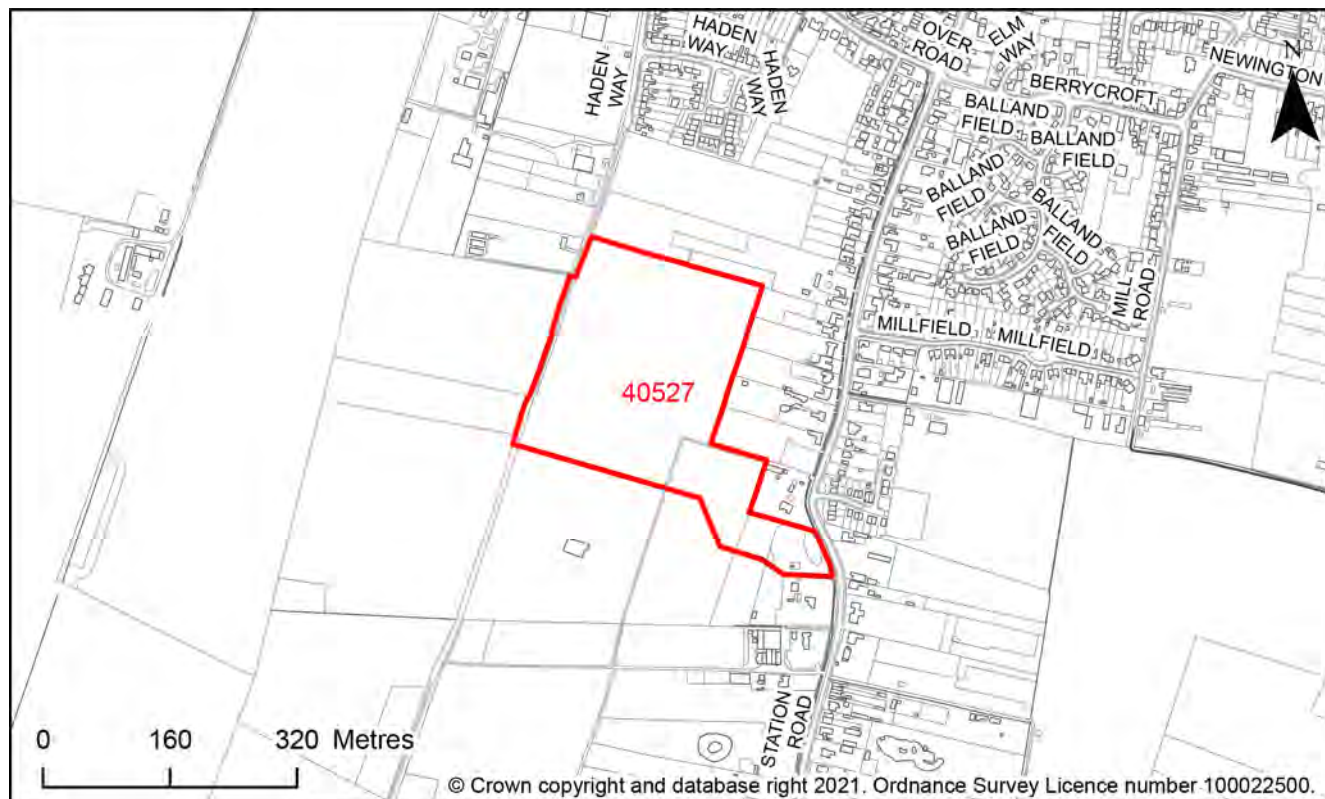 HADEN
WAY
HADEN
WAY
HADEN
WAY
OVER
ROAD
ELM
WAY
N
NEWINGTON
BERRYCROFT
BALLAND
FIELD
BALLAND
FIELD
BALLAND
FIELD
BALLAND
FIELD
BALLAND
FIELD
MILL
ROAD
MILLFIELD
MILLFIELD
40527
STATION
ROAD
0 160 320 Metres
© Crown copyright and database right 2021. Ordnance Survey Licence number 100022500.